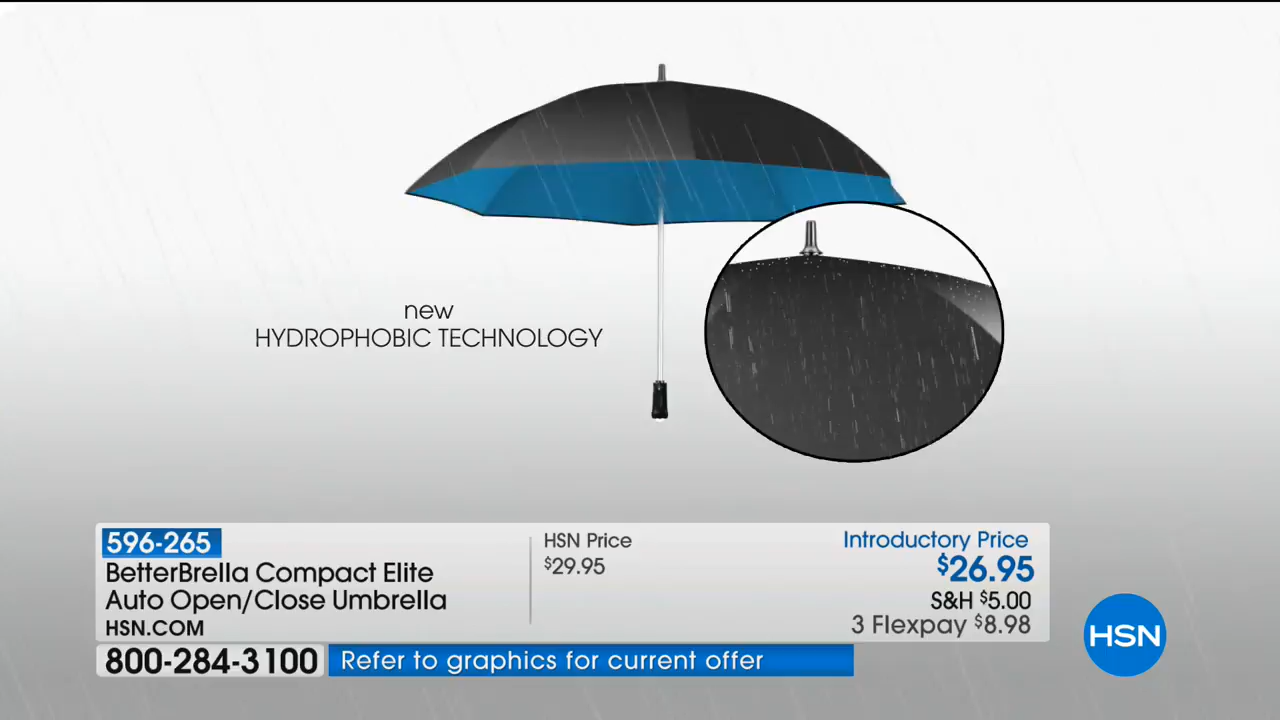 new
HYDROPHOBIC TECHNOLOGY
596-265
BetterBrella Compact Elite
Auto Open/Close Umbrella
HSN.COM
HSN Price
$29.95
Introductory Price
$26.95
S&H $5.00
3 Flexpay $8.98
800-284-3100
Refer to graphics for current offer
HSN